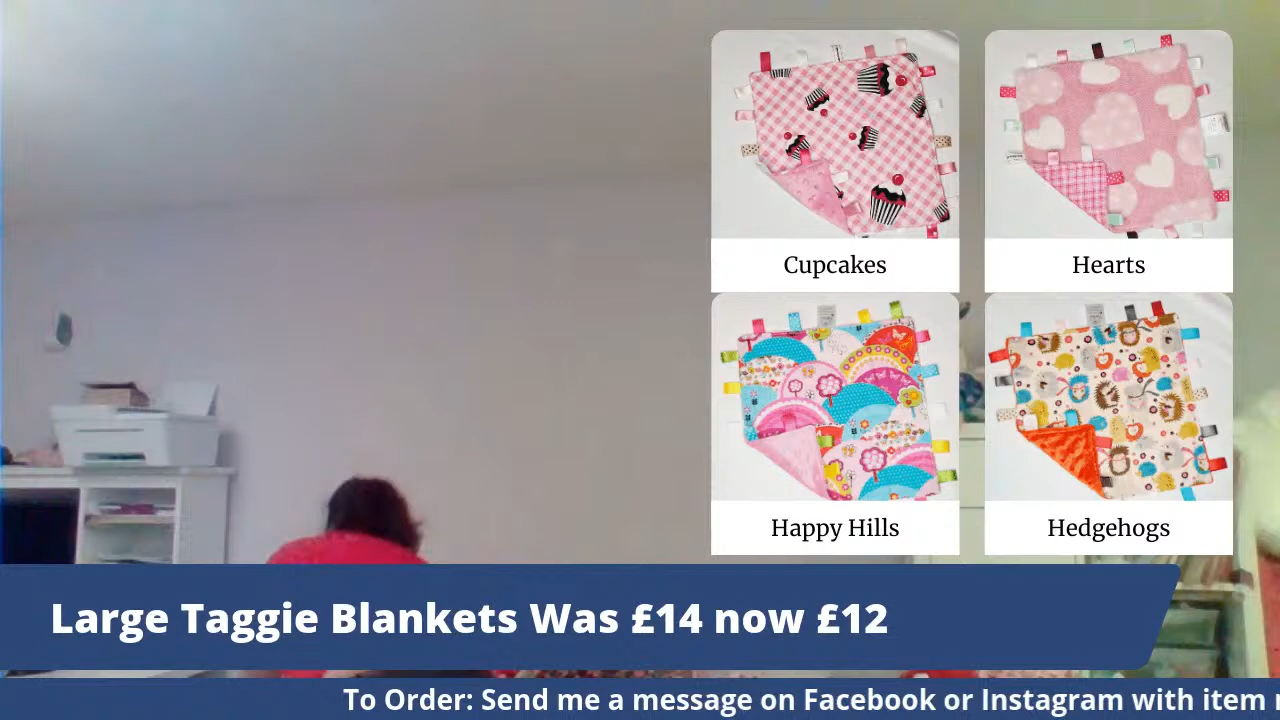 Cupcakes
Hearts
Happy Hills
Hedgehogs
Large Taggie Blankets Was £14 now £12
To Order: Send me a message on Facebook or Instagram with item